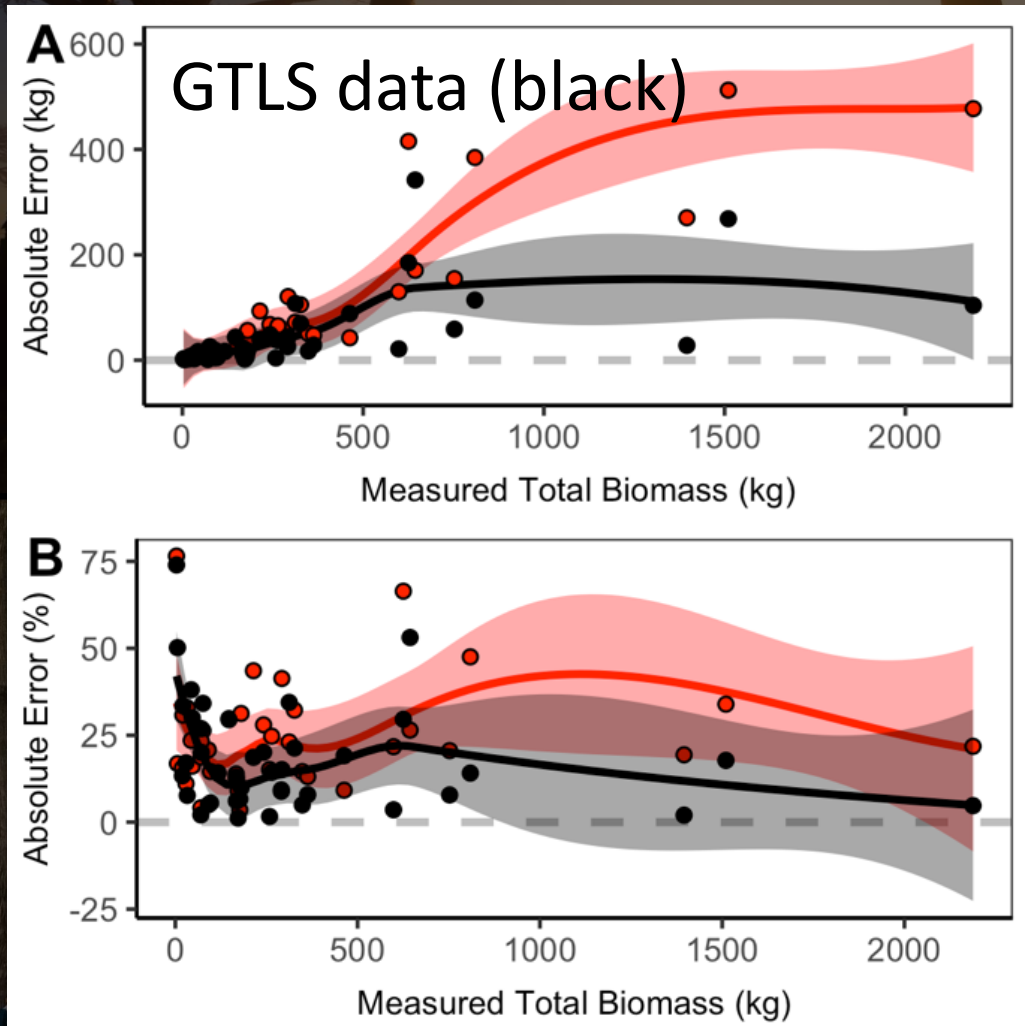 A
GTLS data (black)
Absolute Error (kg)
600
400
200
0
0 500 1000 1500 2000
Measured Total Biomass (kg)
B
Absolute Error (%)
75
50
25
0
-25
0 500 1000 1500 2000
Measured Total Biomass (kg)